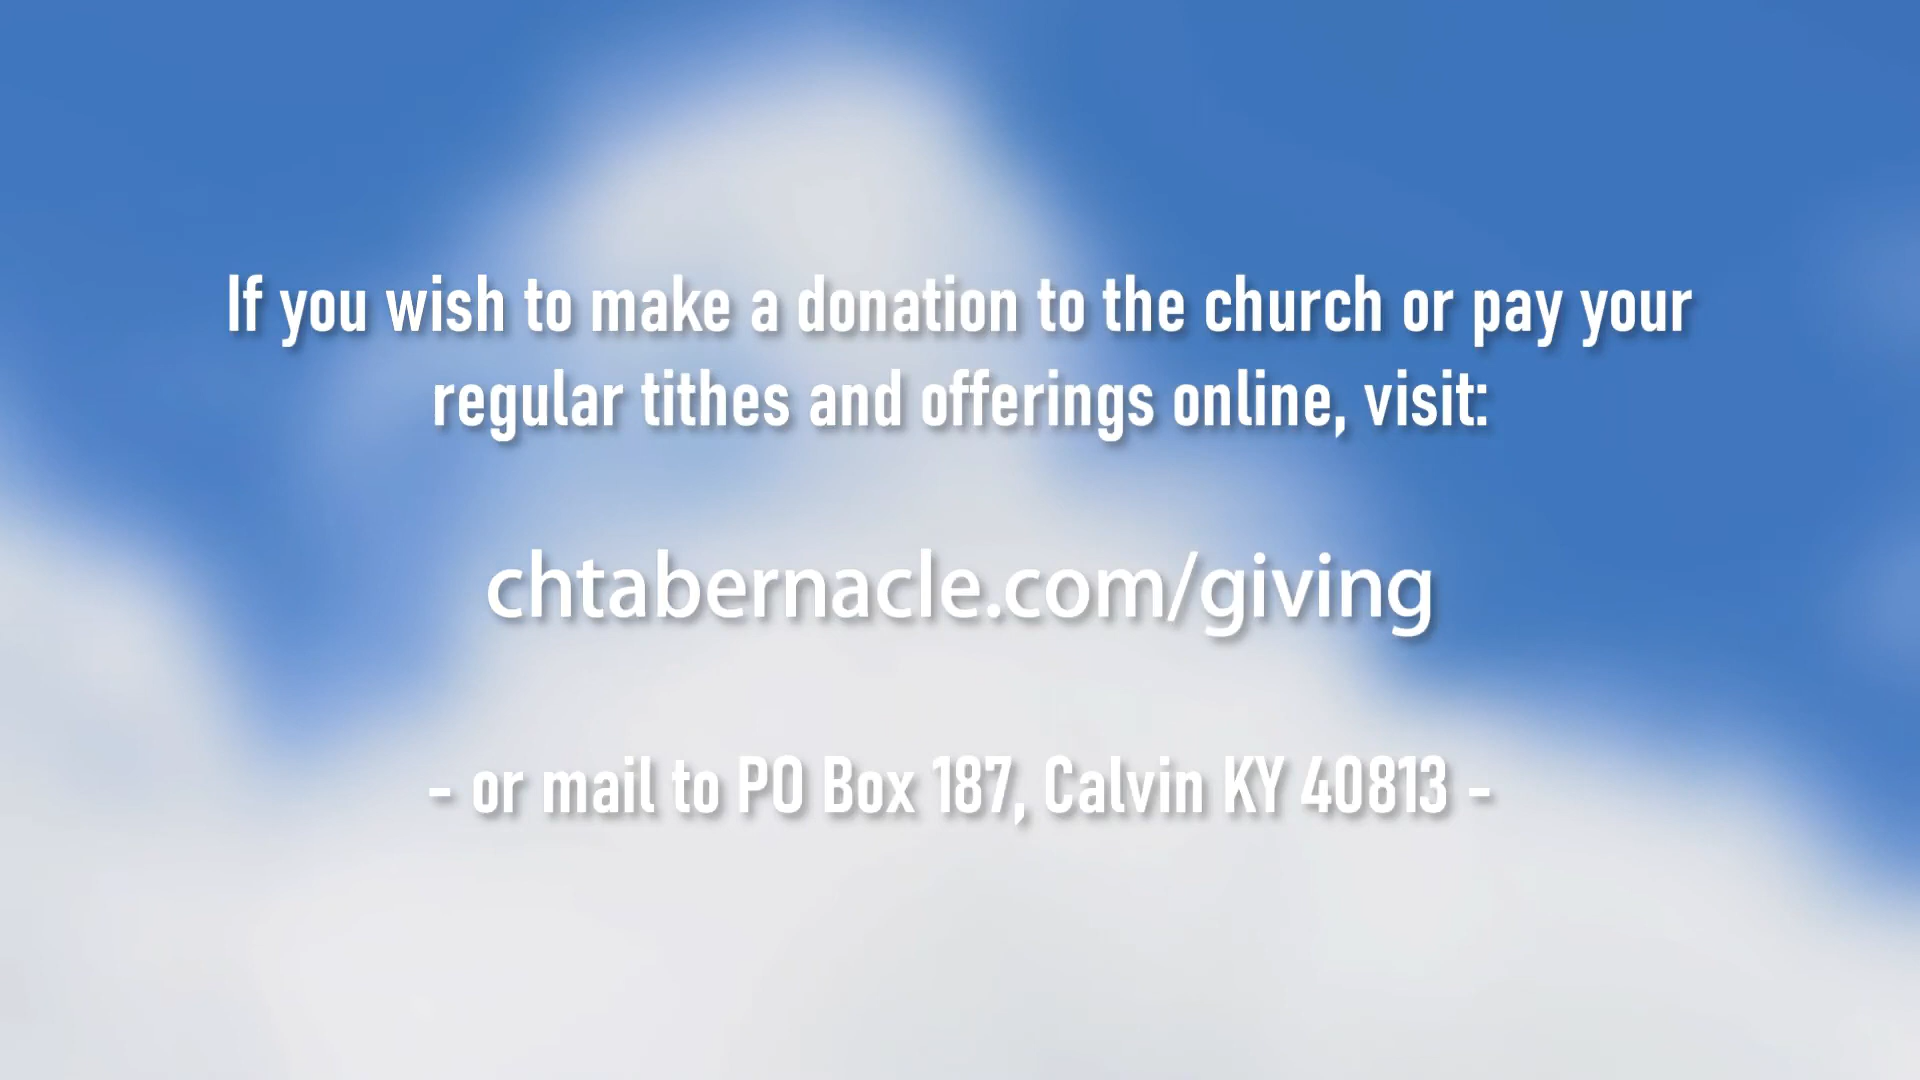 If you wish to make a donation to the church or pay your
regular tithes and offerings online, visit:
chtabernacle.com/giving
- or mail to PO Box 187, Calvin KY 40813 -